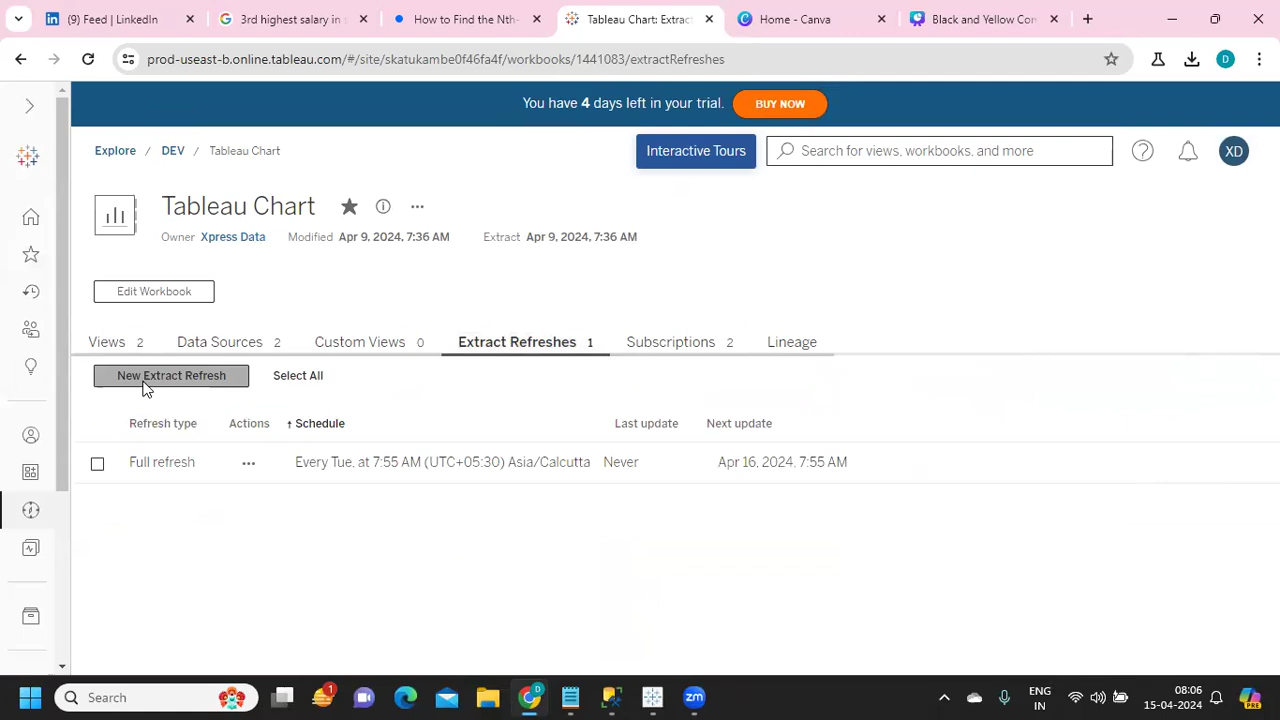 (9) Feed | LinkedIn
3rd highest salary in s
How to Find the Nth-
Tableau Chart: Extract
Home - Canva
Black and Yellow Con
prod-useast-b.online.tableau.com/#/site/skatukambe0f46fa4f/workbooks/1441083/extractRefreshes
D
You have 4 days left in your trial.
BUY NOW
Explore / DEV / Tableau Chart
Interactive Tours
Search for views, workbooks, and more
XD
Tableau Chart
Owner Xpress Data Modified Apr 9, 2024, 7:36 AM Extract Apr 9, 2024, 7:36 AM
Edit Workbook
Views 2 Data Sources 2 Custom Views 0 Extract Refreshes 1 Subscriptions 2 Lineage
New Extract Refresh Select All
Refresh type Actions ↑ Schedule Last update Next update
Full refresh ... Every Tue, at 7:55 AM (UTC+05:30) Asia/Calcutta Never Apr 16, 2024, 7:55 AM
Search
1
D
zm
ENG
IN
08:06
15-04-2024
PRE